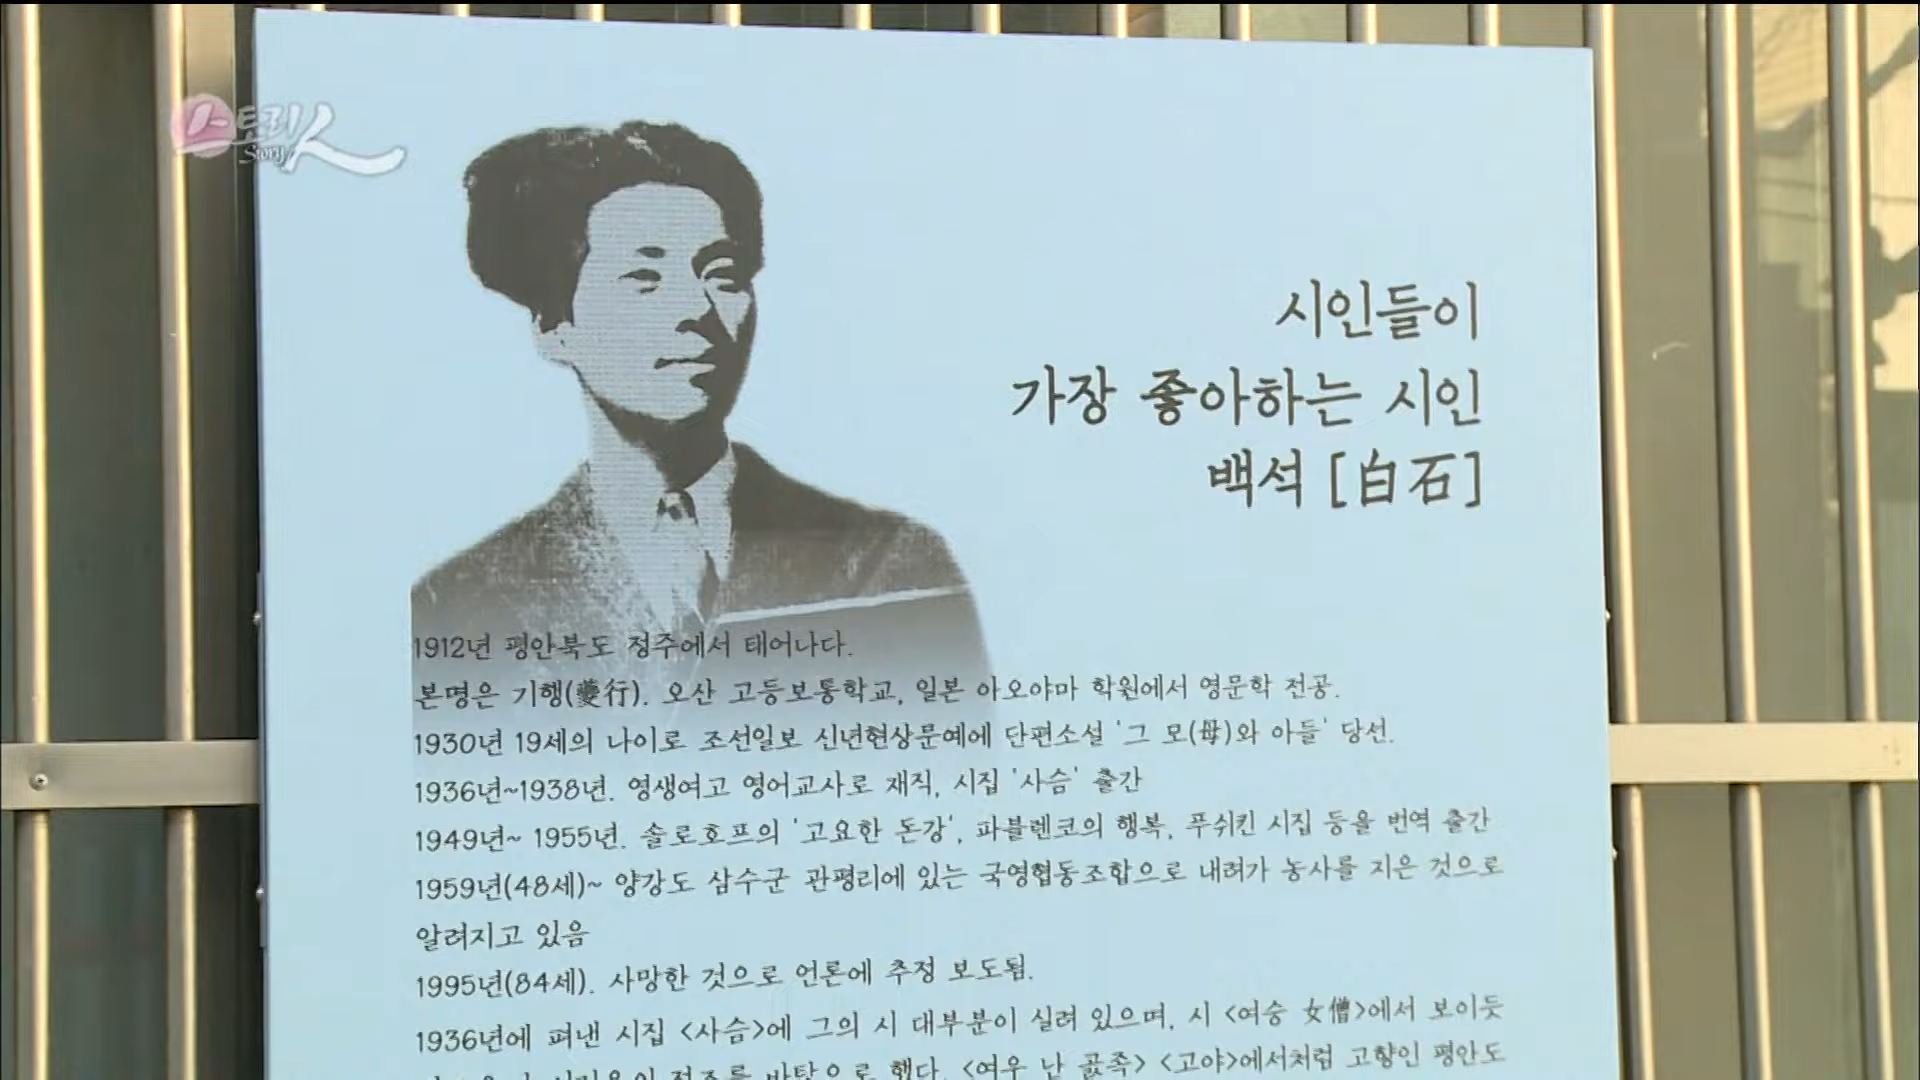 스토리人
Story
시인들이
가장 좋아하는 시인
백석 [白石]
1912년 평안북도 정주에서 태어나다.
본명은 기행(夔行). 오산 고등보통학교, 일본 아오야마 학원에서 영문학 전공.
1930년 19세의 나이로 조선일보 신년현상문예에 단편소설 '그 모(母)와 아들' 당선.
1936년~1938년. 영생여고 영어교사로 재직, 시집 '사슴' 출간
1949년~ 1955년. 솔로호프의 '고요한 돈강', 파블렌코의 행복, 푸쉬킨 시집 등을 번역 출간
1959년(48세)~ 양강도 삼수군 관평리에 있는 국영협동조합으로 내려가 농사를 지은 것으로
알려지고 있음
1995년(84세). 사망한 것으로 언론에 추정 보도됨.
1936년에 펴낸 시집 <사슴>에 그의 시 대부분이 실려 있으며, 시 <여승 女僧>에서 보이듯
바탕으로 했다. <여우 난 곬족> <고야>에서처럼 고향인 평안도